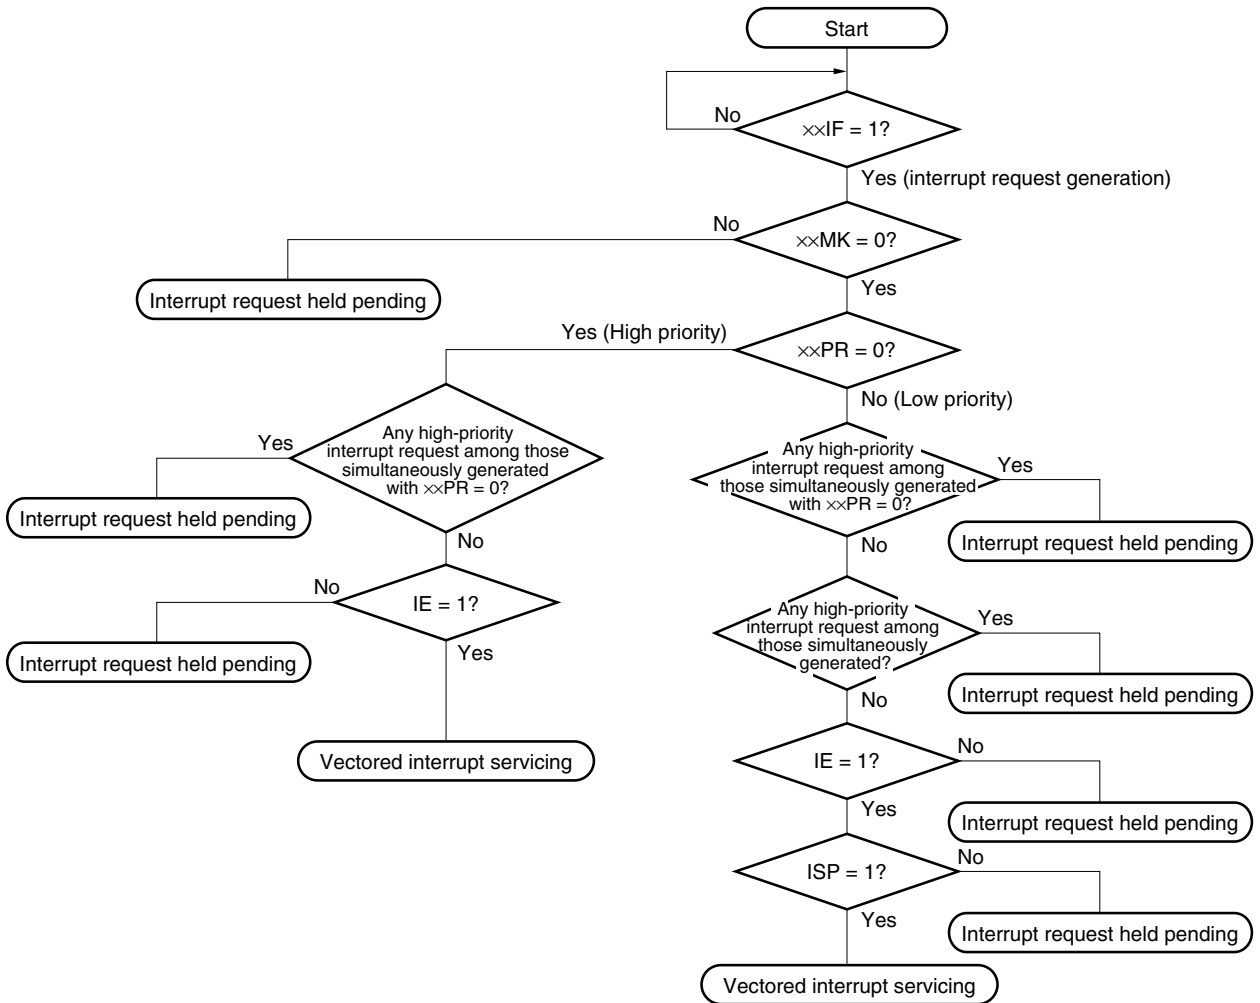 Start
No
××IF = 1?
Yes (interrupt request generation)
No
××MK = 0?
Interrupt request held pending
Yes
Yes (High priority)
××PR = 0?
No (Low priority)
Yes
Any high-priority
interrupt request among those
simultaneously generated
with ××PR = 0?
Interrupt request held pending
No
Any high-priority
interrupt request among
those simultaneously generated
with ××PR = 0?
Yes
Interrupt request held pending
No
No
IE = 1?
Interrupt request held pending
Yes
Vectored interrupt servicing
Any high-priority
interrupt request among
those simultaneously
generated?
Yes
Interrupt request held pending
No
IE = 1?
No
Interrupt request held pending
Yes
ISP = 1?
No
Interrupt request held pending
Yes
Vectored interrupt servicing